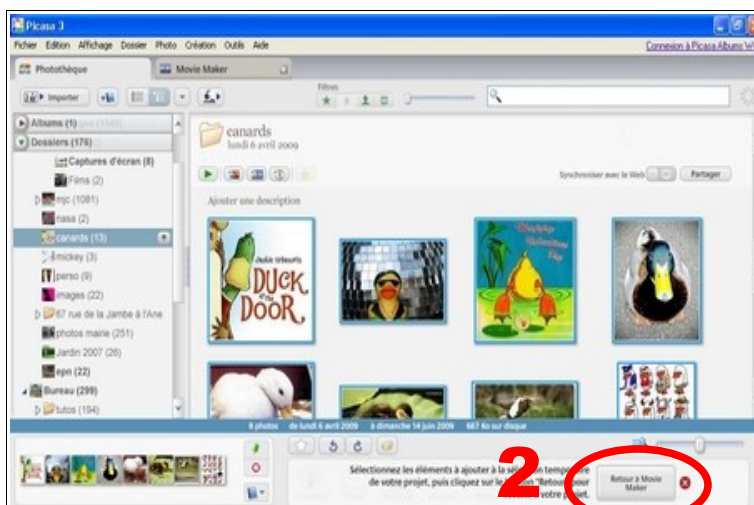 Picasa 3
Fichier Edition Affichage Dossier Photo Création Outils Aide
Connexion à Picasa Albums We
Photothèque
Movie Maker
Importer
Filtres
Albums (1)
Dossiers (176)
Captures d'écran (8)
Films (2)
mjc (1081)
nasa (2)
canards (13)
mickey (3)
perso (9)
images (22)
67 rue de la Jambe à l'Ane
photos mairie (251)
Jardin 2007 (26)
epn (22)
Bureau (299)
tutos (194)
canards
lundi 6 avril 2009
Synchroniser avec le Web
Partager
Ajouter une description
DUCK
DOOR
8 photos de lundi 6 avril 2009 à dimanche 14 juin 2009 667 Ko sur disque
Sélectionnez les éléments à ajouter à la sélection temporaire
de votre projet, puis cliquez sur le "Retour pour
votre projet.
2
Retour à Movie
Maker